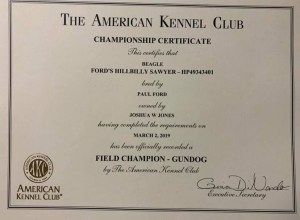 THE AMERICAN KENNEL CLUB
CHAMPIONSHIP CERTIFICATE
This certifies that
BEAGLE
FORD'S HILLBILLY SAWYER – HP49343401
bred by
PAUL FORD
owned by
JOSHUA W JONES
having completed the requirements on
MARCH 2, 2019
has been officially recorded a
FIELD CHAMPION - GUNDOG
by The American Kennel Club
AKC
AMERICAN
KENNEL CLUB®
Executive Secretary